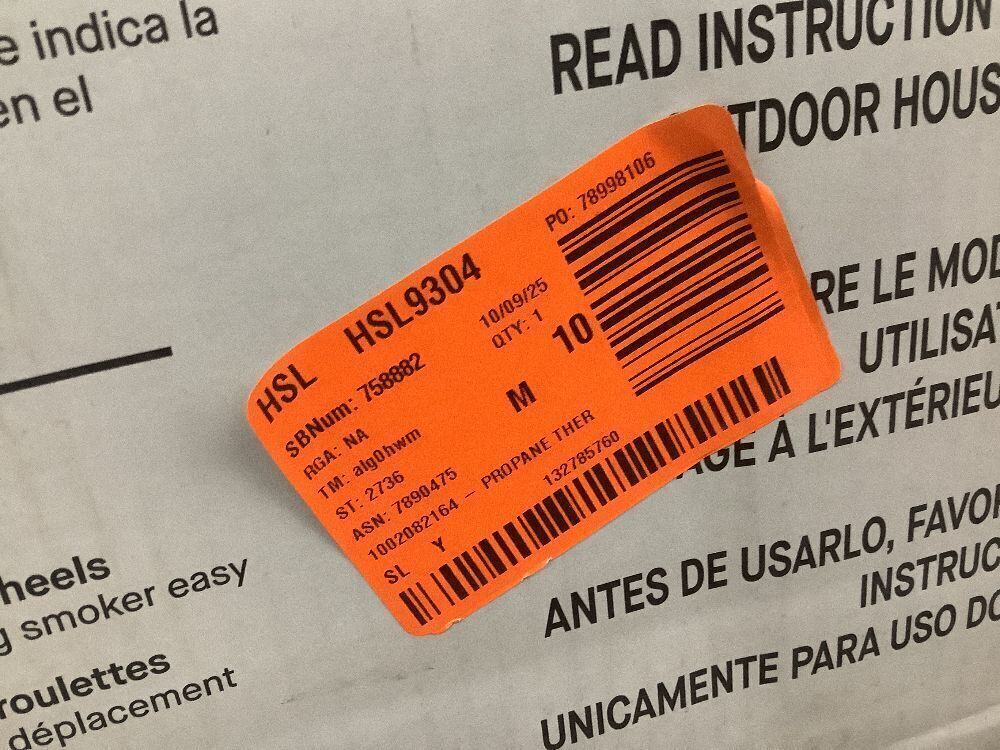 e indica la
en el
READ INSTRUCTION
TDOOR HOUS
RE LE MOD
UTILISA
AGE À L'EXTÉRIEU
ANTES DE USARLO, FAVOR
INSTRUC
UNICAMENTE PARA USO DO
HSL HSL9304
PO: 78998106
SBNum: 758882
10/09/25
RGA: NA
QTY: 1
10
TM: alg0hwm
M
ST: 2736
ASN: 7890475
1002082164 - PROPANE THER
132785760
SL Y
heels
g smoker easy
roulettes
déplacement